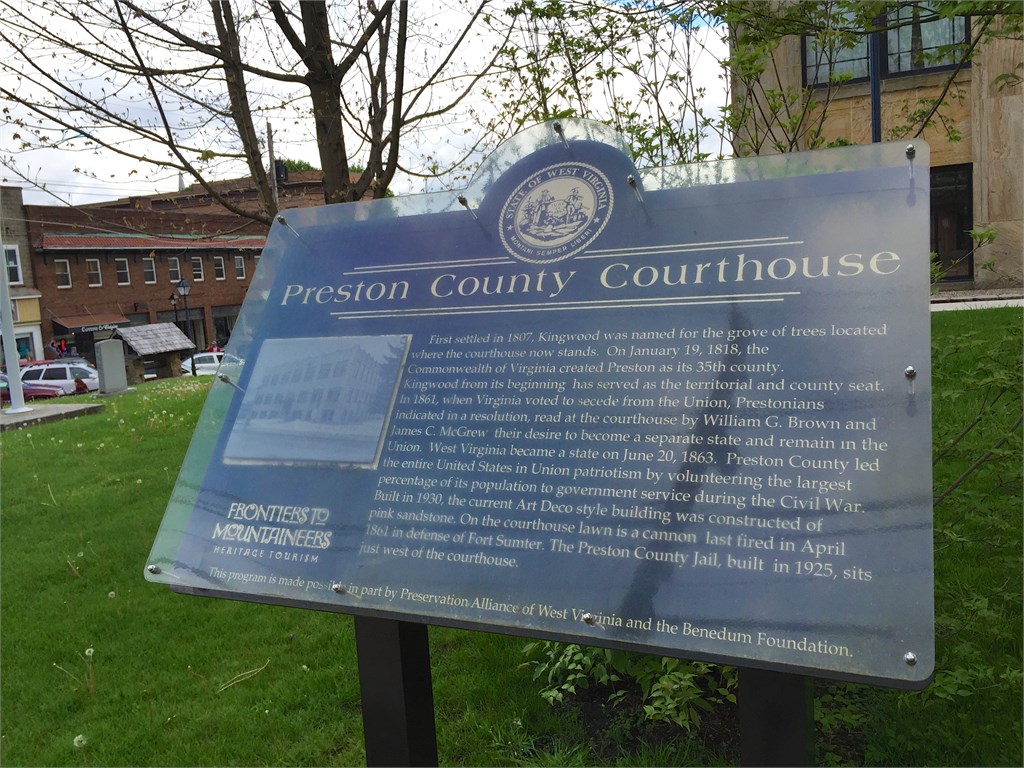 STATE OF WEST VIRGINIA
MONTANI SEMPER LIBERI
Preston County Courthouse
First settled in 1807, Kingwood was named for the grove of trees located
where the courthouse now stands. On January 19, 1818, the
Commonwealth of Virginia created Preston as its 35th county.
Kingwood from its beginning has served as the territorial and county seat.
In 1861, when Virginia voted to secede from the Union, Prestonians
indicated in a resolution, read at the courthouse by William G. Brown and
James C. McGrew their desire to become a separate state and remain in the
Union. West Virginia became a state on June 20, 1863. Preston County led
the entire United States in Union patriotism by volunteering the largest
percentage of its population to government service during the Civil War.
Built in 1930, the current Art Deco style building was constructed of
pink sandstone. On the courthouse lawn is a cannon last fired in April
1861 in defense of Fort Sumter. The Preston County Jail, built in 1925, sits
just west of the courthouse.
FRONTIERS TO
MOUNTAINEERS
HERITAGE TOURISM
This program is made possible in part by Preservation Alliance of West Virginia and the Benedum Foundation.